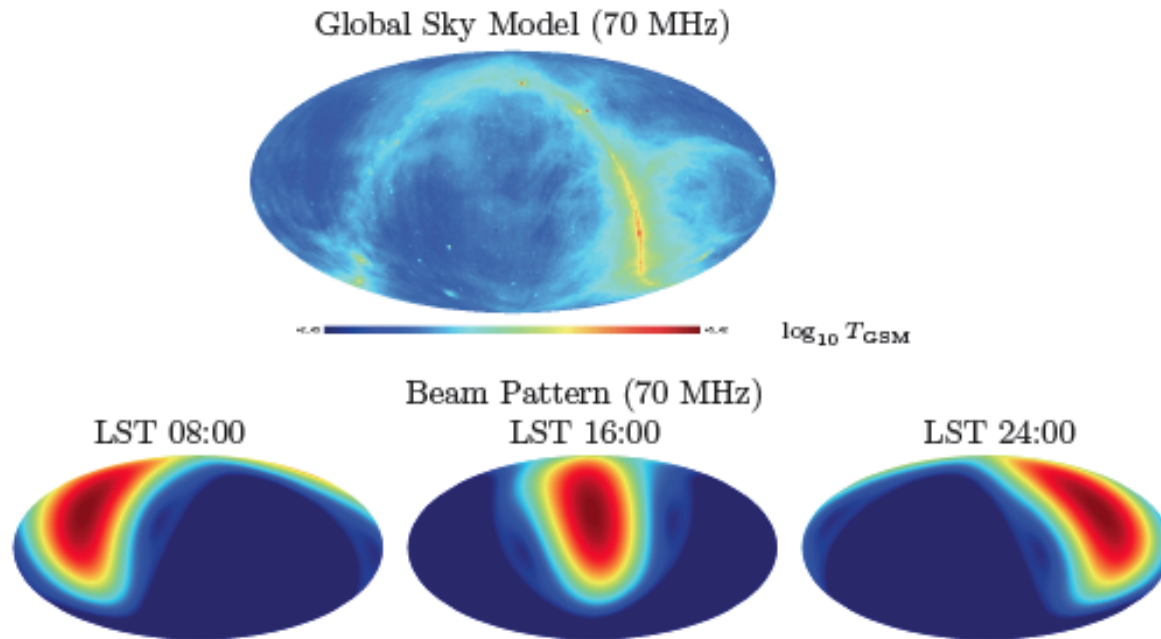 Global Sky Model (70 MHz)
log₁₀ T_GSM
Beam Pattern (70 MHz)
LST 08:00
LST 16:00
LST 24:00